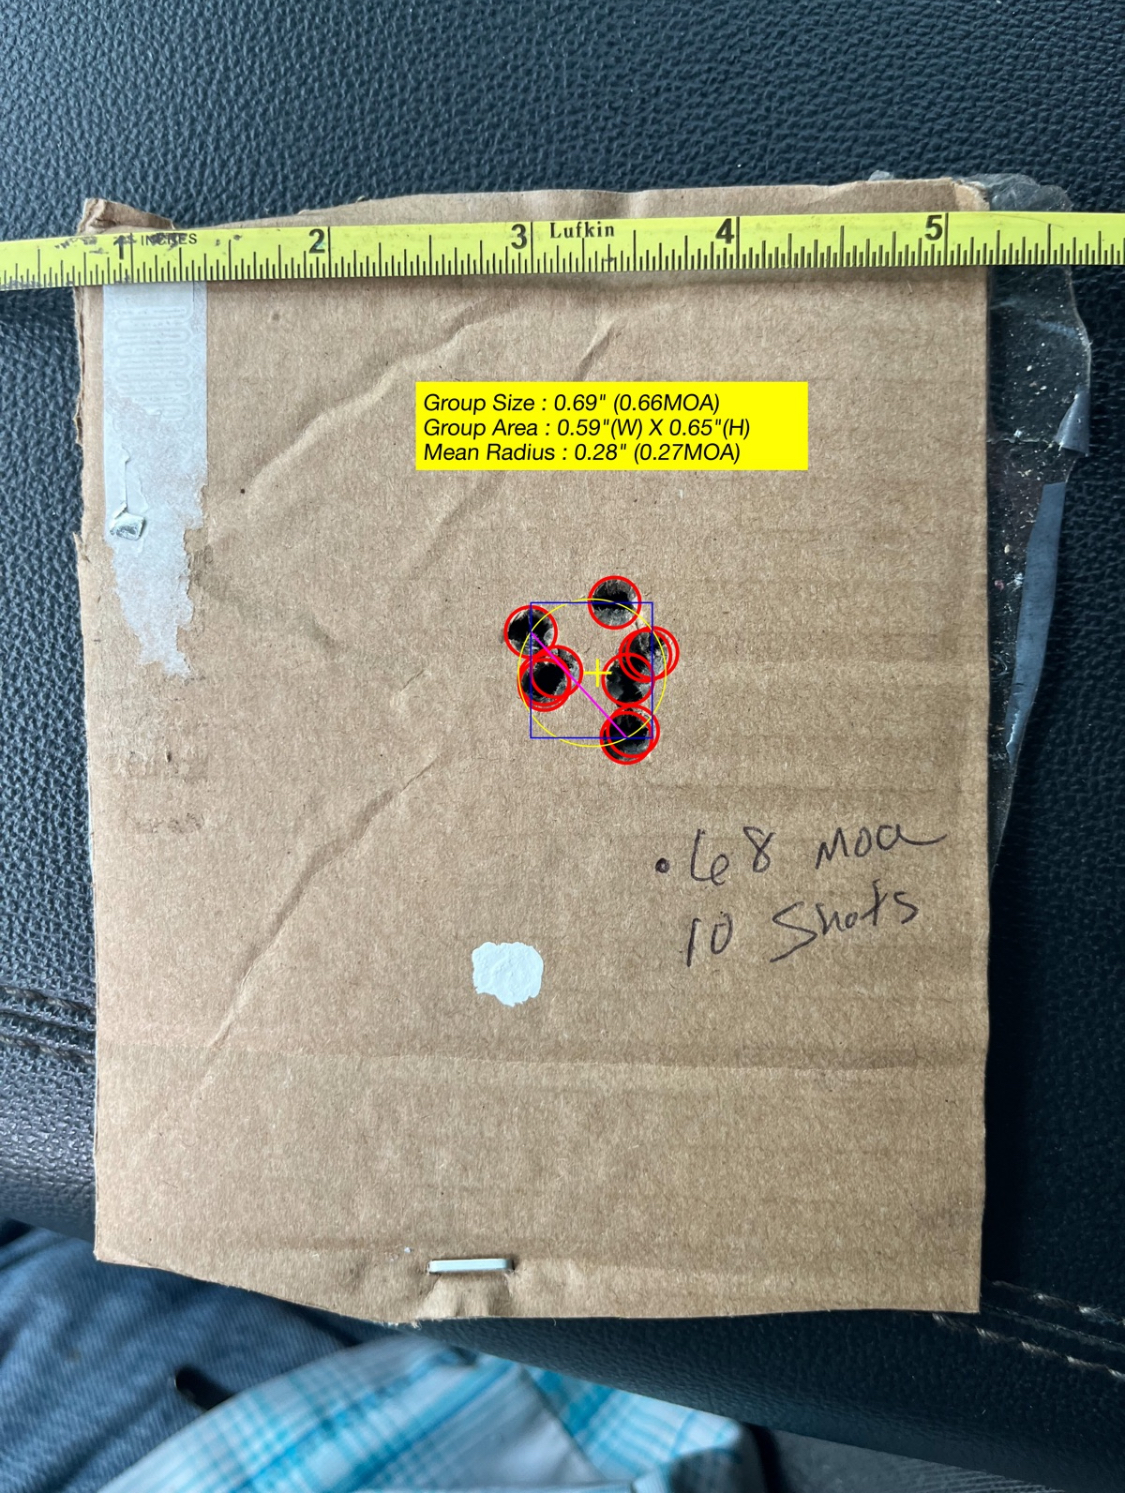 1 INCHES 2 3 Lufkin 4 5
Group Size : 0.69" (0.66MOA)
Group Area : 0.59"(W) X 0.65"(H)
Mean Radius : 0.28" (0.27MOA)
.68 MOA
10 Shots